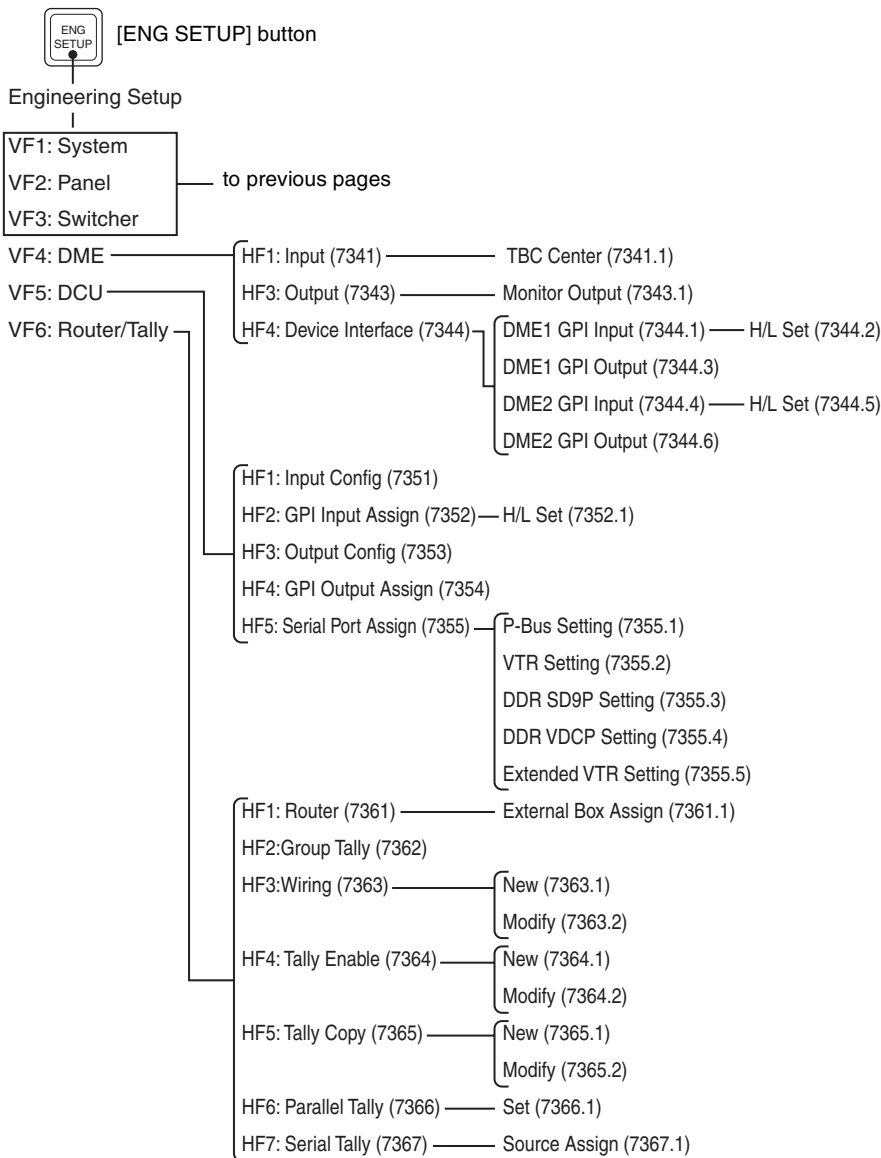 ENG
SETUP
[ENG SETUP] button
Engineering Setup
VF1: System
VF2: Panel
to previous pages
VF3: Switcher
VF4: DME
HF1: Input (7341)
TBC Center (7341.1)
VF5: DCU
HF3: Output (7343)
Monitor Output (7343.1)
VF6: Router/Tally
HF4: Device Interface (7344)
DME1 GPI Input (7344.1)
H/L Set (7344.2)
DME1 GPI Output (7344.3)
DME2 GPI Input (7344.4)
H/L Set (7344.5)
DME2 GPI Output (7344.6)
HF1: Input Config (7351)
HF2: GPI Input Assign (7352)
H/L Set (7352.1)
HF3: Output Config (7353)
HF4: GPI Output Assign (7354)
HF5: Serial Port Assign (7355)
P-Bus Setting (7355.1)
VTR Setting (7355.2)
DDR SD9P Setting (7355.3)
DDR VDCP Setting (7355.4)
Extended VTR Setting (7355.5)
HF1: Router (7361)
External Box Assign (7361.1)
HF2:Group Tally (7362)
HF3:Wiring (7363)
New (7363.1)
Modify (7363.2)
HF4: Tally Enable (7364)
New (7364.1)
Modify (7364.2)
HF5: Tally Copy (7365)
New (7365.1)
Modify (7365.2)
HF6: Parallel Tally (7366)
Set (7366.1)
HF7: Serial Tally (7367)
Source Assign (7367.1)